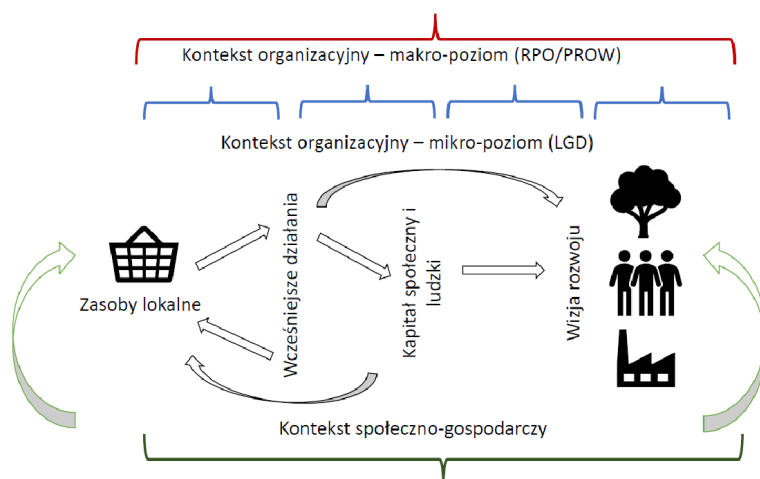 Kontekst organizacyjny – makro-poziom (RPO/PROW)
Kontekst organizacyjny – mikro-poziom (LGD)
Zasoby lokalne
Wcześniejsze działania
Kapitał społeczny i
ludzki
Wizja rozwoju
Kontekst społeczno-gospodarczy